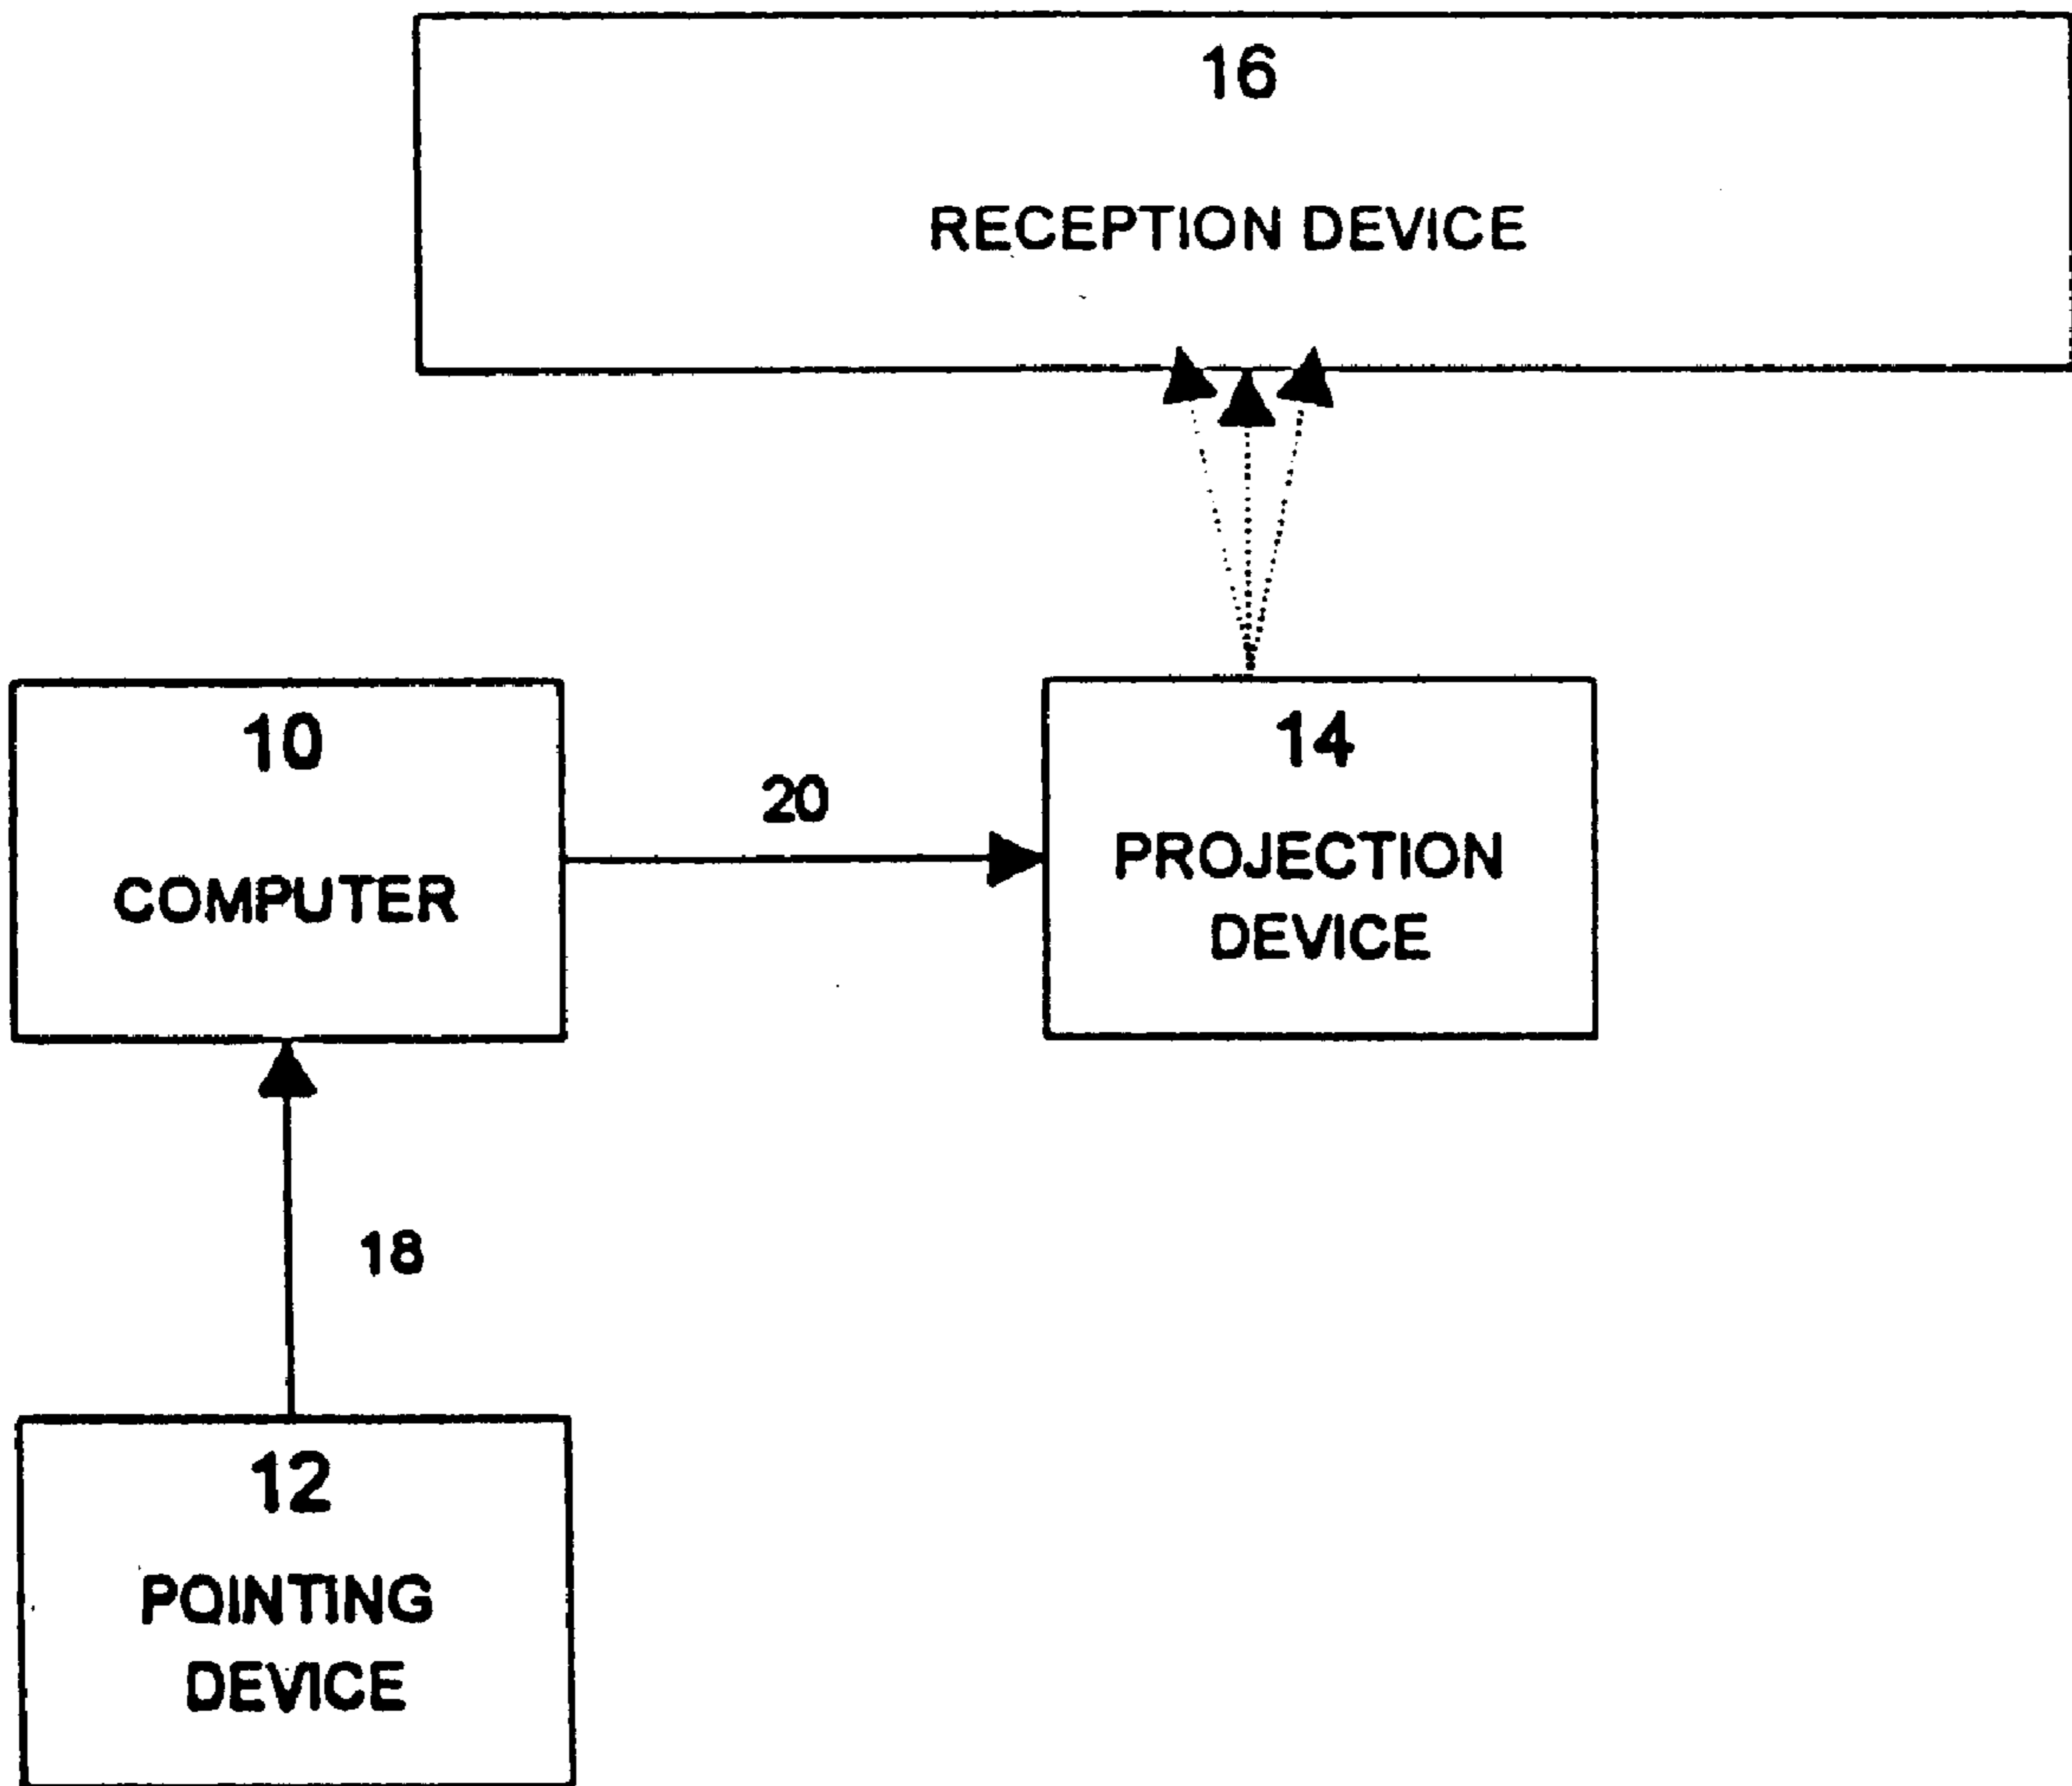 16
RECEPTION DEVICE
10
COMPUTER
20
14
PROJECTION
DEVICE
18
12
POINTING
DEVICE